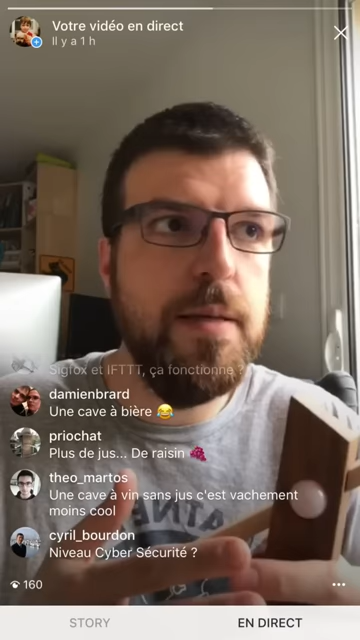 Votre vidéo en direct
Il y a 1 h
Sigfox et IFTTT, ça fonctionne ?
damienbrard
Une cave à bière 😂
priochat
Plus de jus... De raisin 🍇
theo_martos
Une cave à vin sans jus c'est vachement
moins cool
cyril_bourdon
Niveau Cyber Sécurité ?
160
STORY
EN DIRECT